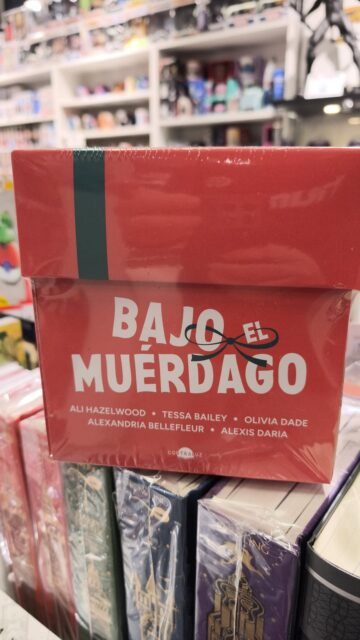 BAJO EL
MUÉRDAGO
ALI HAZELWOOD • TESSA BAILEY • OLIVIA DADE
ALEXANDRIA BELLEFLEUR • ALEXIS DARIA